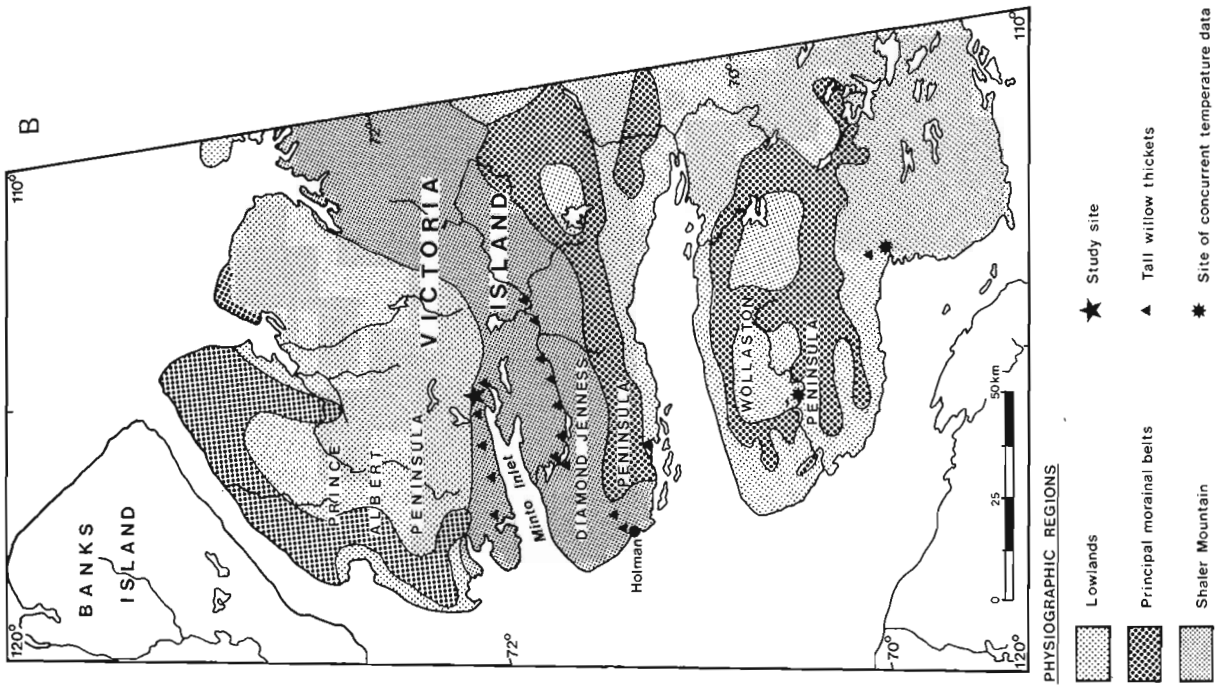 B
120°
110°
BANKS
ISLAND
PRINCE
ALBERT
PENINSULA
VICTORIA
ISLAND
72°
72°
Minto Inlet
DIAMOND JENNESS
PENINSULA
Holman
WOLLASTON
PENINSULA
70°
70°
0 25 50km
120°
110°
PHYSIOGRAPHIC REGIONS
Lowlands
Principal morainal belts
Shaler Mountain
Study site
Tall willow thickets
Site of concurrent temperature data